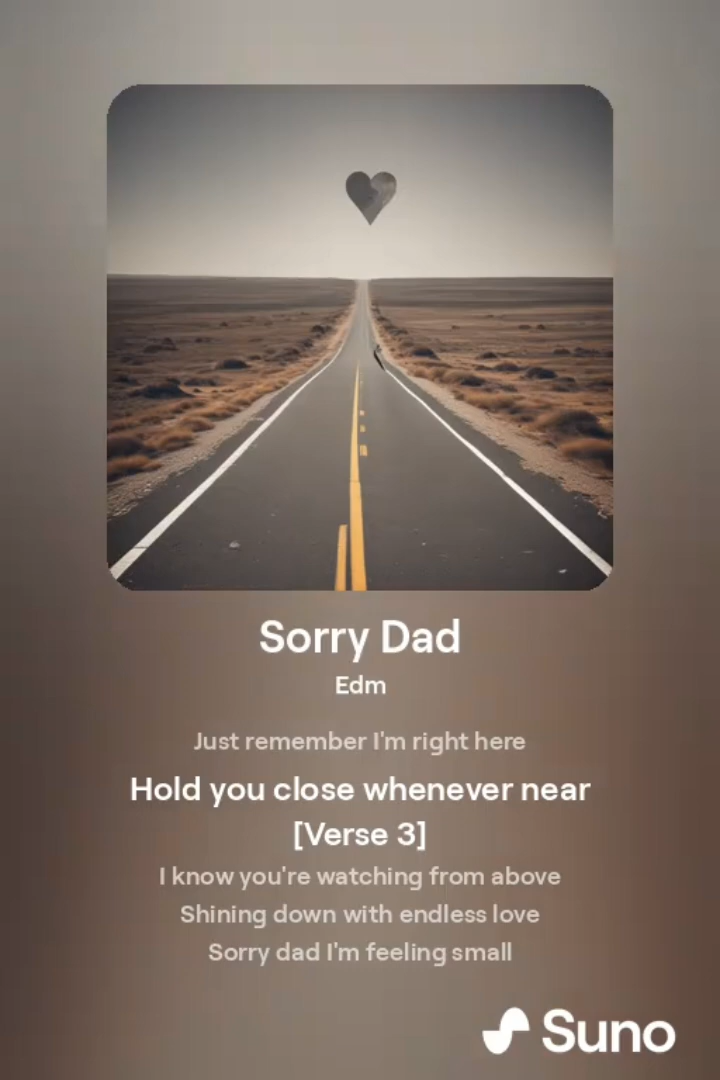 Sorry Dad
Edm
Just remember I'm right here
Hold you close whenever near
[Verse 3]
I know you're watching from above
Shining down with endless love
Sorry dad I'm feeling small
Suno